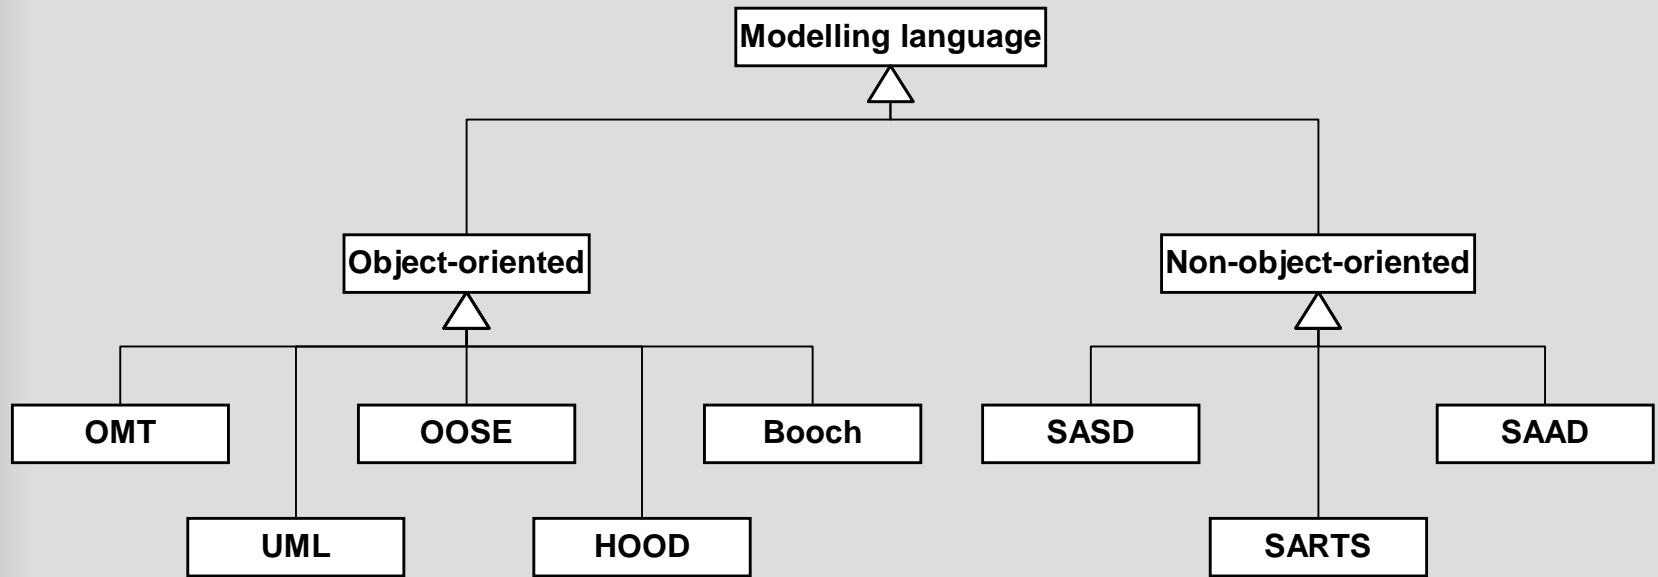 Modelling language
Object-oriented
Non-object-oriented
OMT
OOSE
Booch
SASD
SAAD
UML
HOOD
SARTS